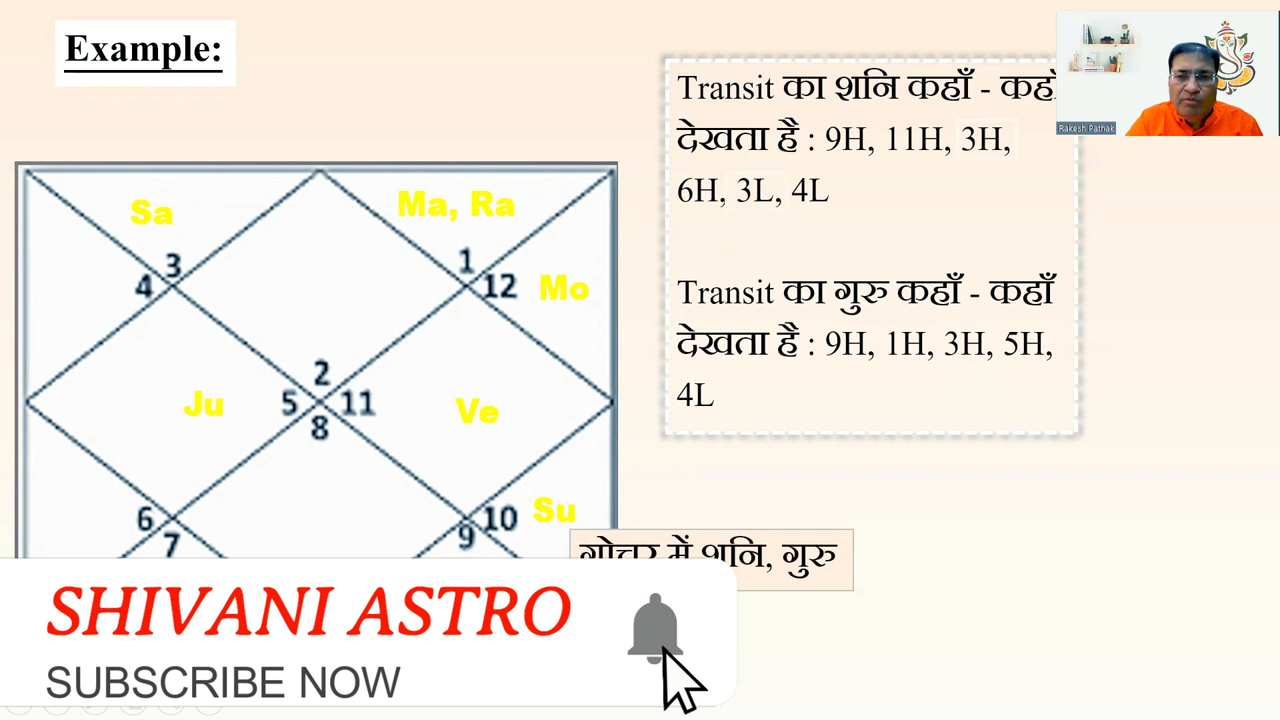 Example:
Transit का शनि कहाँ - कहाँ
देखता है : 9H, 11H, 3H,
6H, 3L, 4L
Transit का गुरु कहाँ - कहाँ
देखता है : 9H, 1H, 3H, 5H,
4L
Rakesh Pathak
Sa
Ma, Ra
3
1
4
12
Mo
2
Ju
5
11
Ve
8
6
10
Su
7
9
गोचर में शनि, गुरु
SHIVANI ASTRO
SUBSCRIBE NOW